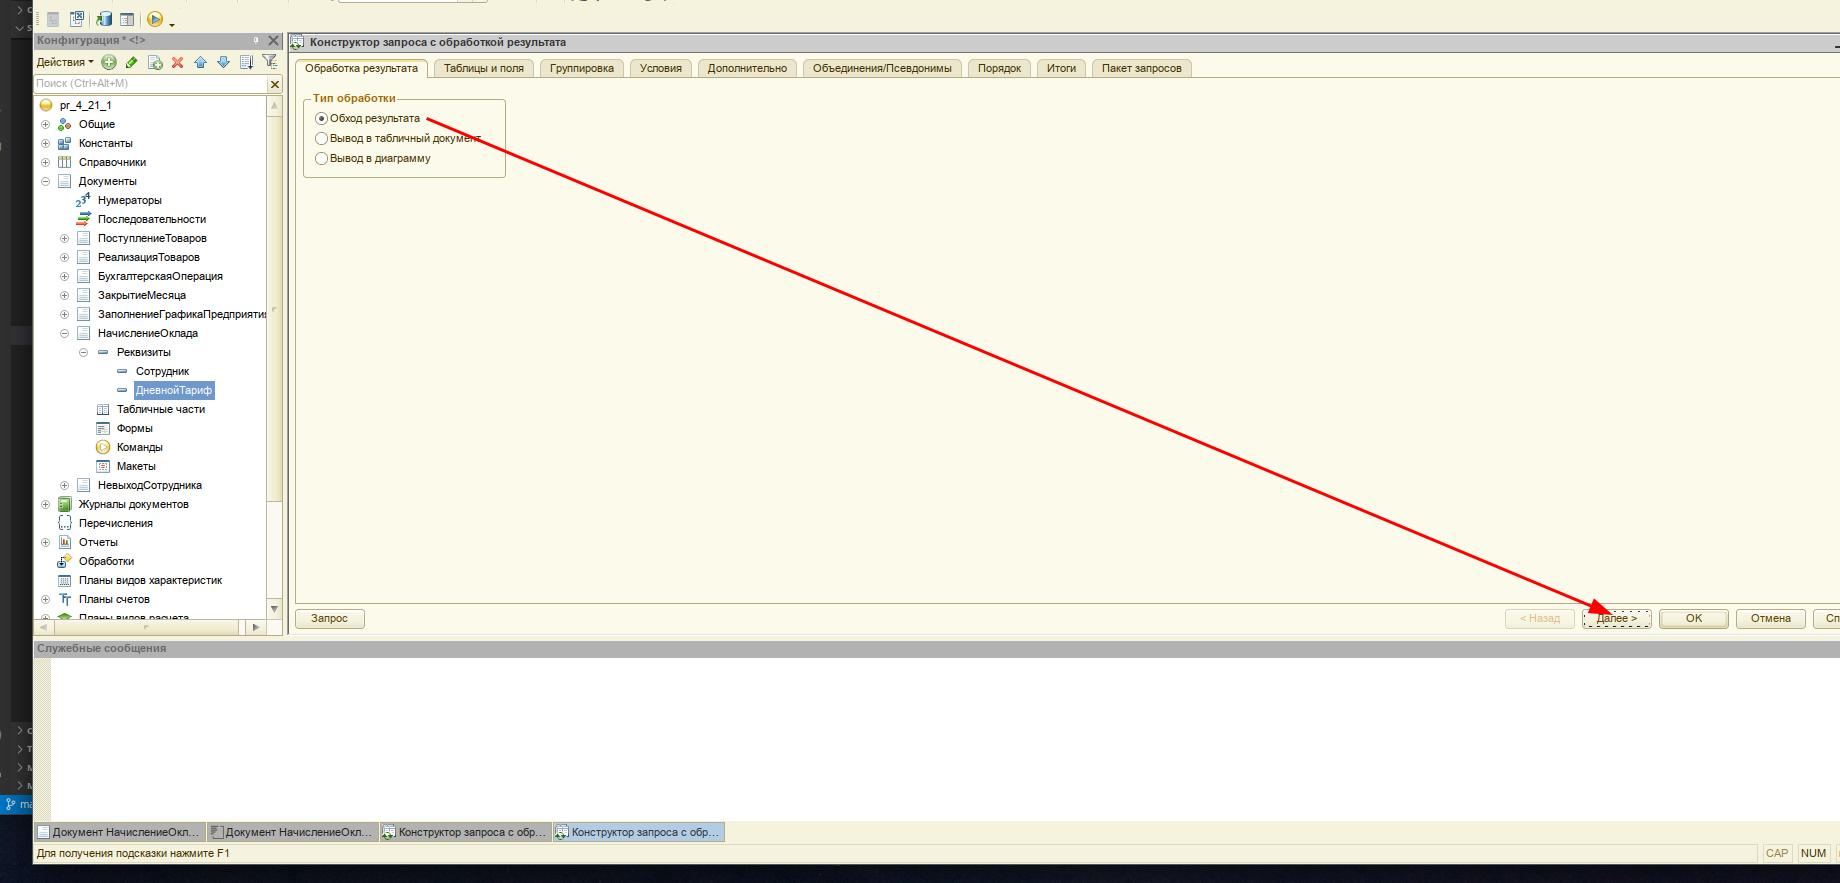 Конфигурация * <!>
Действия
Поиск (Ctrl+Alt+M)
pr_4_21_1
Общие
Константы
Справочники
Документы
Нумераторы
Последовательности
ПоступлениеТоваров
РеализацияТоваров
БухгалтерскаяОперация
ЗакрытиеМесяца
ЗаполнениеГрафикаПредприяти
НачислениеОклада
Реквизиты
Сотрудник
ДневнойТариф
Табличные части
Формы
Команды
Макеты
НевыходСотрудника
Журналы документов
Перечисления
Отчеты
Обработки
Планы видов характеристик
Планы счетов
Планы видов расчета
Конструктор запроса с обработкой результата
Обработка результата Таблицы и поля Группировка Условия Дополнительно Объединения/Псевдонимы Порядок Итоги Пакет запросов
Тип обработки
Обход результата
Вывод в табличный документ
Вывод в диаграмму
Запрос < Назад Далее > OK Отмена Сп
Служебные сообщения
ma
Документ НачислениеОкл... Документ НачислениеОкл... Конструктор запроса с обр... Конструктор запроса с обр...
Для получения подсказки нажмите F1 CAP NUM